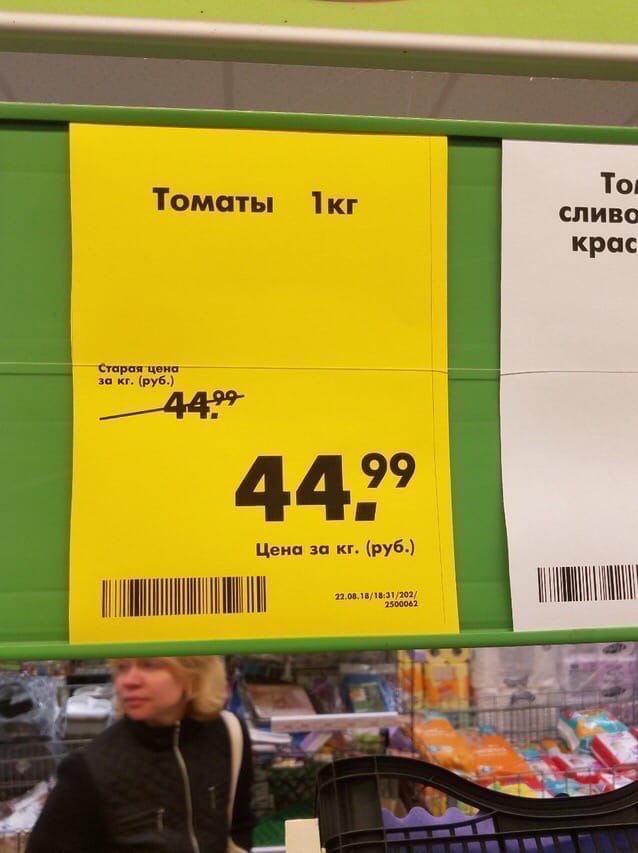 Томаты 1кг
Старая цена
за кг. (руб.)
44.99
44.99
Цена за кг. (руб.)
22.08.18/18:31/202/
2500062
сливо
крас